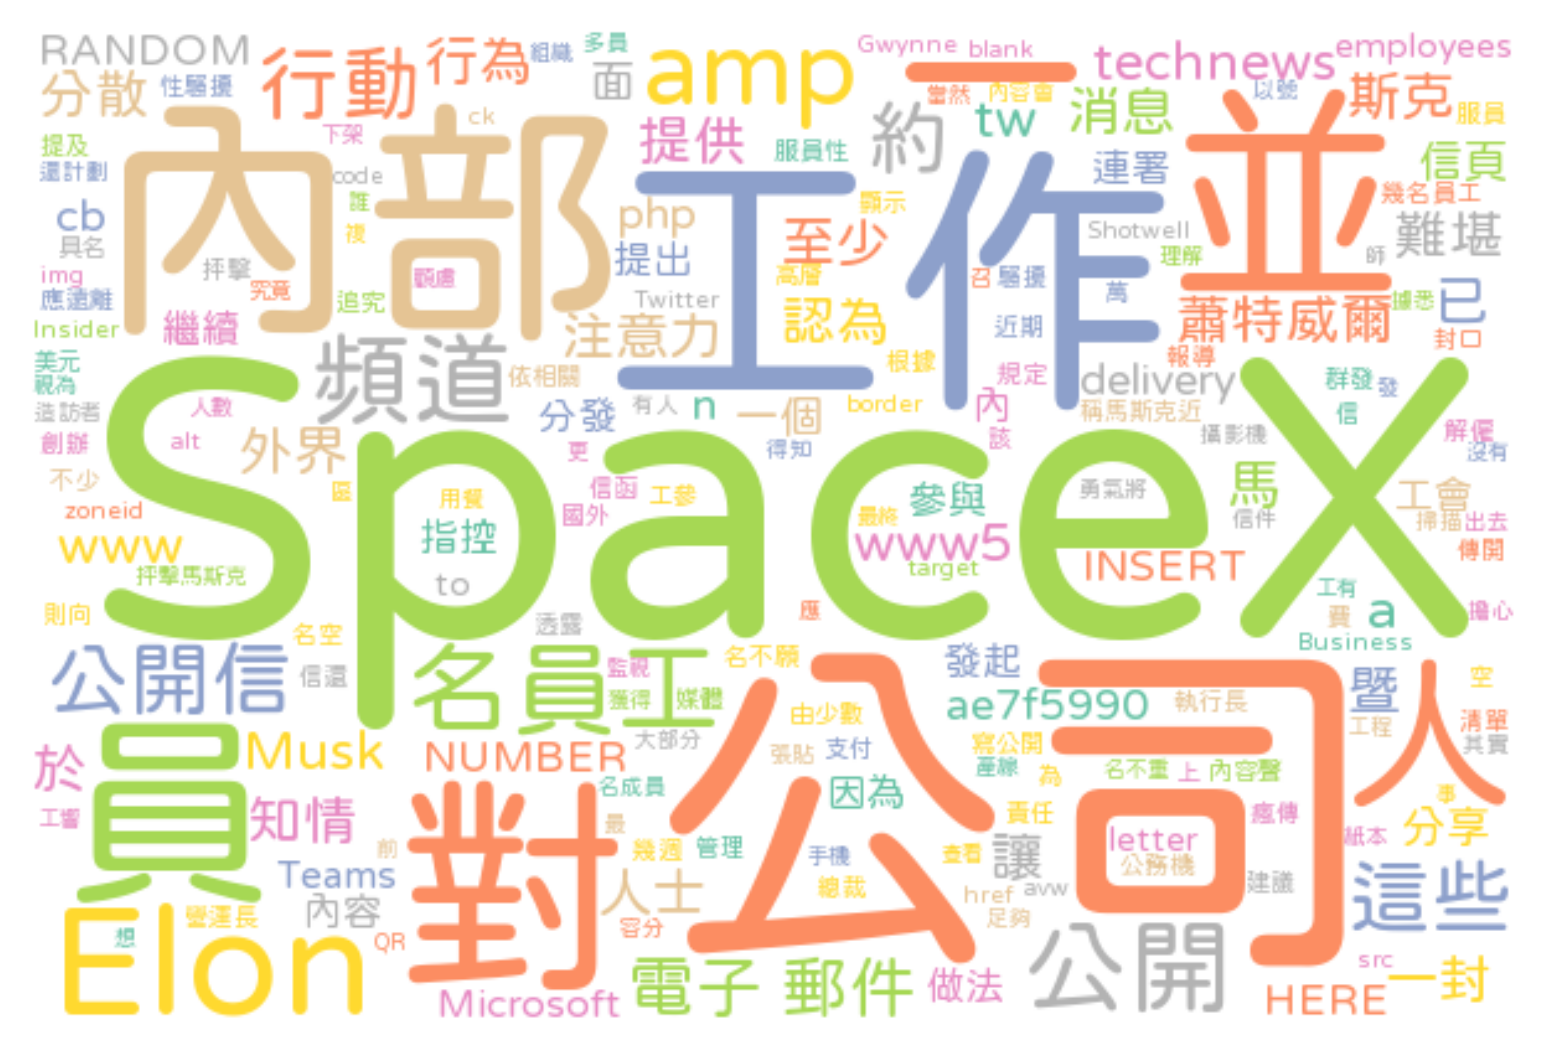 RANDOM
行動
行為
組織
多員
面
amp
Gwynne
blank
一
technews
employees
分散
性騷擾
當然
內容會
以號
斯克
服員
提及
下架
ck
提供
服員性
約
tw
消息
連署
並
信頁
還計劃
code
內部
工作
幾名員工
cb
誰
php
顯示
Shotwell
難堪
具名
複
提出
至少
理解
師
img
抨擊
究竟
顧慮
高層
召
騷擾
萬
應遠離
追究
Twitter
已
據悉
Insider
繼續
注意力
認為
近期
蕭特威爾
封口
美元
頻道
根據
報導
視為
依相關
規定
delivery
群發
發
造訪者
人數
分發
有人
n
一個
border
內
稱馬斯克近
信
創辦
alt
外界
更
得知
該
攝影機
解僱
沒有
SpaceX
不少
區
用餐
信函
工參
參與
勇氣將
馬
工會
zoneid
國外
最終
信件
掃描
出去
www
指控
www5
傳開
抨擊馬斯克
to
target
INSERT
工有
則向
應
費
a
擔心
名空
透露
Business
公開信
信還
名員工
監視
名不願
發起
暨
人
空
獲得
媒體
ae7f5990
執行長
由少數
工程
清單
於
員
Musk
NUMBER
大部分
張貼
支付
寫公開
其實
公司
產線
為
名不重
上
內容聲
名成員
因為
事
工響
知情
對
最
責任
letter
瘋傳
分享
紙本
前
幾週
管理
手機
查看
讓
公務機
Teams
人士
總裁
href
avw
建議
這些
內容
足夠
Elon
營運長
想
QR
容分
公開
src
一封
Microsoft
電子
郵件
做法
HERE